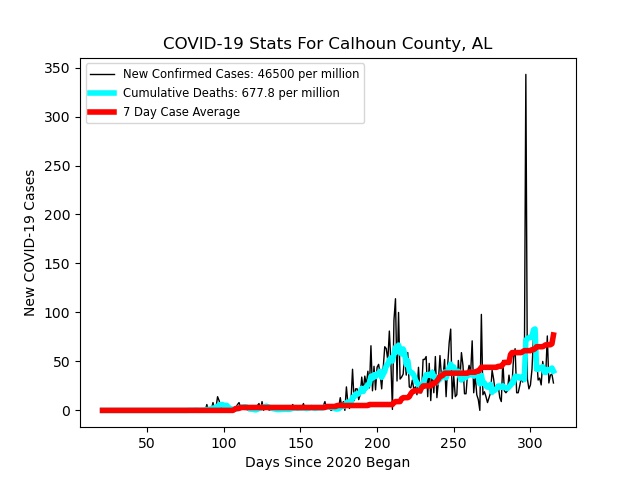 COVID-19 Stats For Calhoun County, AL
New Confirmed Cases: 46500 per million
Cumulative Deaths: 677.8 per million
7 Day Case Average
350
300
250
200
150
100
50
0
New COVID-19 Cases
50 100 150 200 250 300
Days Since 2020 Began